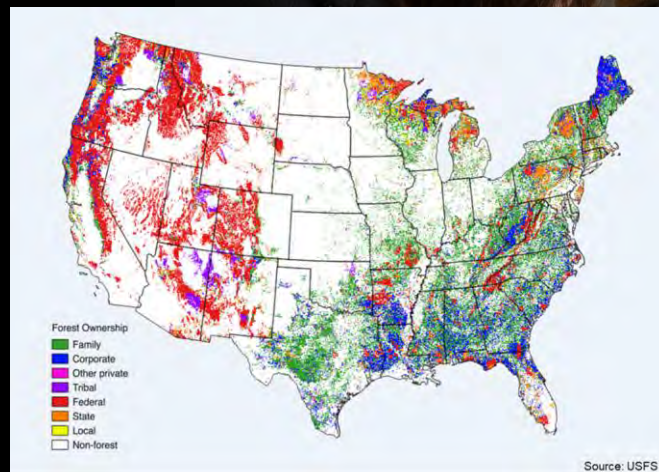 Forest Ownership
Family
Corporate
Other private
Tribal
Federal
State
Local
Non-forest
Source: USFS